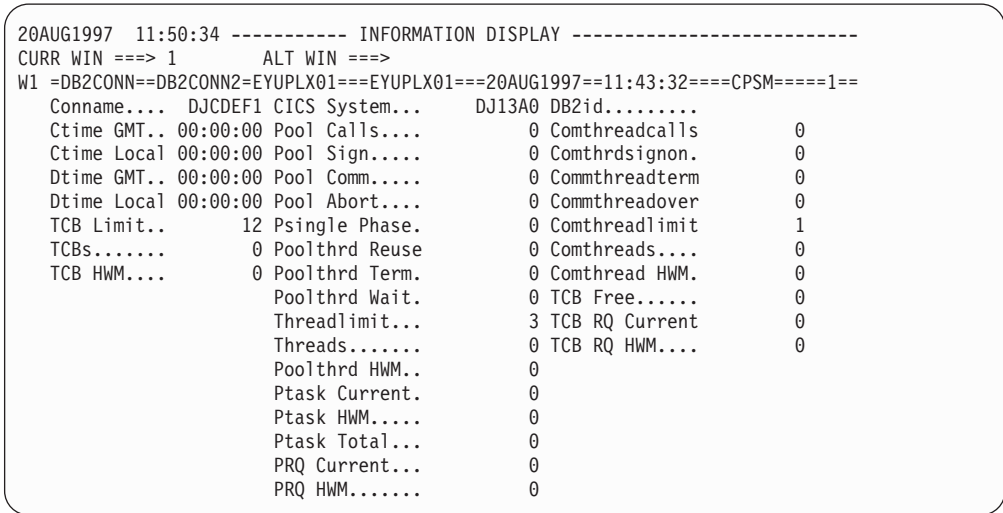 20AUG1997  11:50:34 ----------- INFORMATION DISPLAY --------------------------
CURR WIN ===> 1        ALT WIN ===>
W1 =DB2CONN==DB2CONN2=EYUPLX01===EYUPLX01===20AUG1997==11:43:32====CPSM=====1==
   Conname....  DJCDEF1 CICS System...     DJ13A0 DB2id.........
   Ctime GMT.. 00:00:00 Pool Calls....          0 Comthreadcalls         0
   Ctime Local 00:00:00 Pool Sign.....          0 Comthrdsignon.         0
   Dtime GMT.. 00:00:00 Pool Comm.....          0 Commthreadterm         0
   Dtime Local 00:00:00 Pool Abort....          0 Commthreadover         0
   TCB Limit..       12 Psingle Phase.          0 Comthreadlimit         1
   TCBs.......        0 Poolthrd Reuse          0 Comthreads....         0
   TCB HWM....        0 Poolthrd Term.          0 Comthread HWM.         0
                        Poolthrd Wait.          0 TCB Free......         0
                        Threadlimit...          3 TCB RQ Current         0
                        Threads.......          0 TCB RQ HWM....         0
                        Poolthrd HWM..          0
                        Ptask Current.          0
                        Ptask HWM.....          0
                        Ptask Total...          0
                        PRQ Current...          0
                        PRQ HWM.......          0